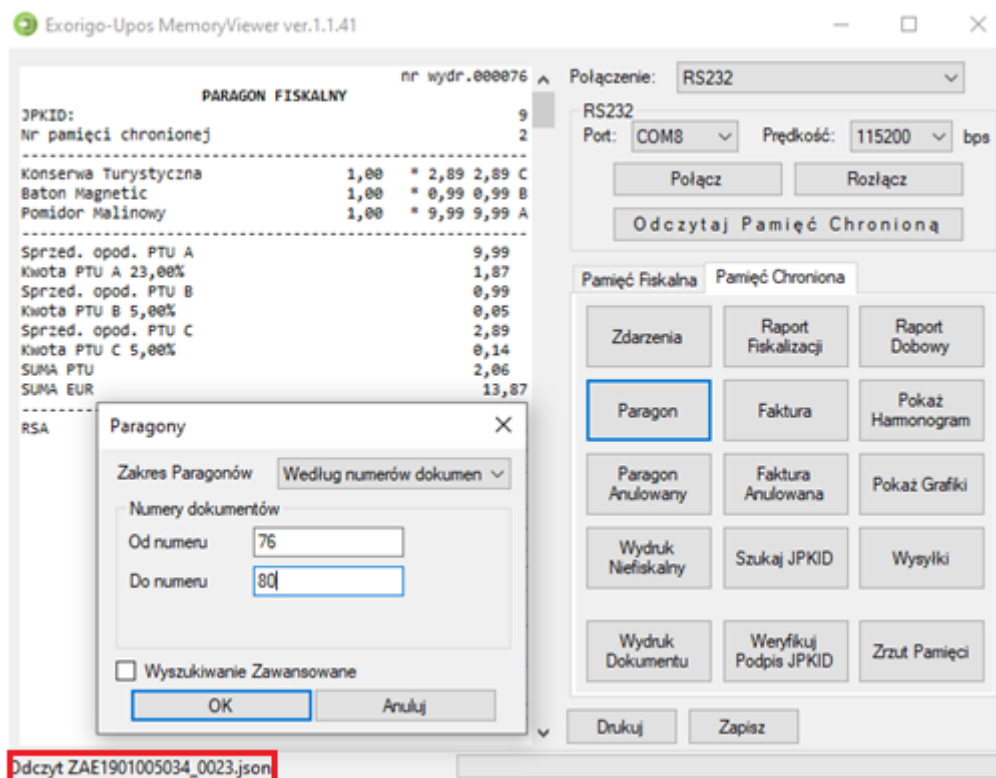 Exorigo-Upos MemoryViewer ver.1.1.41
nr wydr.000076
PARAGON FISKALNY
JPKID: 9
Nr pamięci chronionej 2
Konserwa Turystyczna 1,00 * 2,89 2,89 C
Baton Magnetic 1,00 * 0,99 0,99 B
Pomidor Malinowy 1,00 * 9,99 9,99 A
Sprzed. opod. PTU A 9,99
Kwota PTU A 23,00% 1,87
Sprzed. opod. PTU B 0,99
Kwota PTU B 5,00% 0,05
Sprzed. opod. PTU C 2,89
Kwota PTU C 5,00% 0,14
SUMA PTU 2,06
SUMA EUR 13,87
RSA
Paragony
Zakres Paragonów Według numerów dokumen
Numery dokumentów
Od numeru 76
Do numeru 80
Wyszukiwanie Zawansowane
OK Anuluj
Odczyt ZAE1901005034_0023.json
Połączenie: RS232
RS232
Port: COM8 Prędkość: 115200 bps
Połącz Rozłącz
Odczytaj Pamięć Chronioną
Pamięć Fiskalna Pamięć Chroniona
Zdarzenia Raport Fiskalizacji Raport Dobowy
Paragon Faktura Pokaż Harmonogram
Paragon Anulowany Faktura Anulowana Pokaż Grafiki
Wydruk Niefiskalny Szukaj JPKID Wysyłki
Wydruk Dokumentu Weryfikuj Podpis JPKID Zrzut Pamięci
Drukuj Zapisz